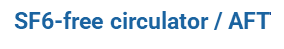 SF6-free circulator / AFT